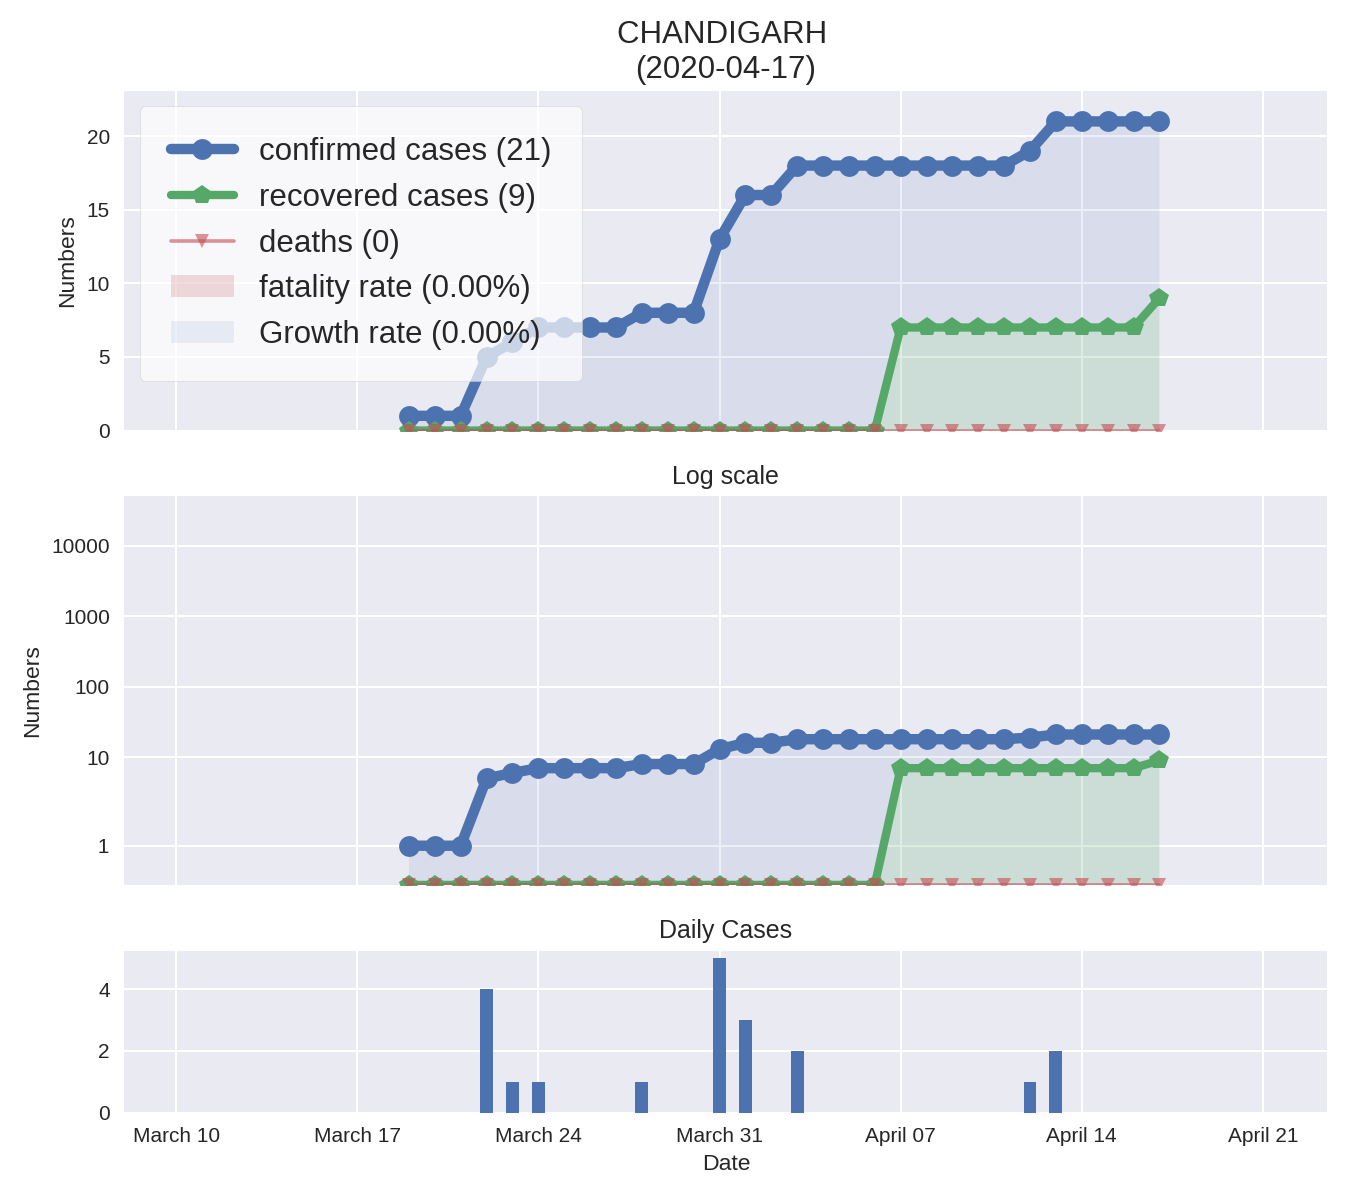 CHANDIGARH
(2020-04-17)
confirmed cases (21)
recovered cases (9)
deaths (0)
fatality rate (0.00%)
Growth rate (0.00%)
Numbers
20
15
10
5
0
Log scale
Numbers
10000
1000
100
10
1
Daily Cases
4
2
0
March 10
March 17
March 24
March 31
April 07
April 14
April 21
Date